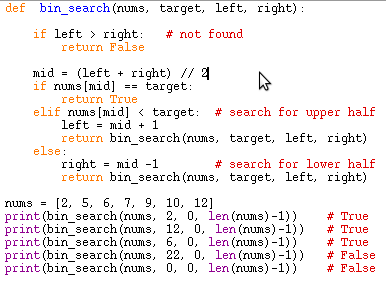 def  bin_search(nums, target, left, right):
if left > right:   # not found
return False
mid = (left + right) // 2
if nums[mid] == target:
return True
elif nums[mid] < target:  # search for upper half
left = mid + 1
return bin_search(nums, target, left, right)
else:
right = mid -1        # search for lower half
return bin_search(nums, target, left, right)
nums = [2, 5, 6, 7, 9, 10, 12]
print(bin_search(nums, 2, 0, len(nums)-1))    # True
print(bin_search(nums, 12, 0, len(nums)-1))   # True
print(bin_search(nums, 6, 0, len(nums)-1))    # True
print(bin_search(nums, 22, 0, len(nums)-1))   # False
print(bin_search(nums, 0, 0, len(nums)-1))    # False